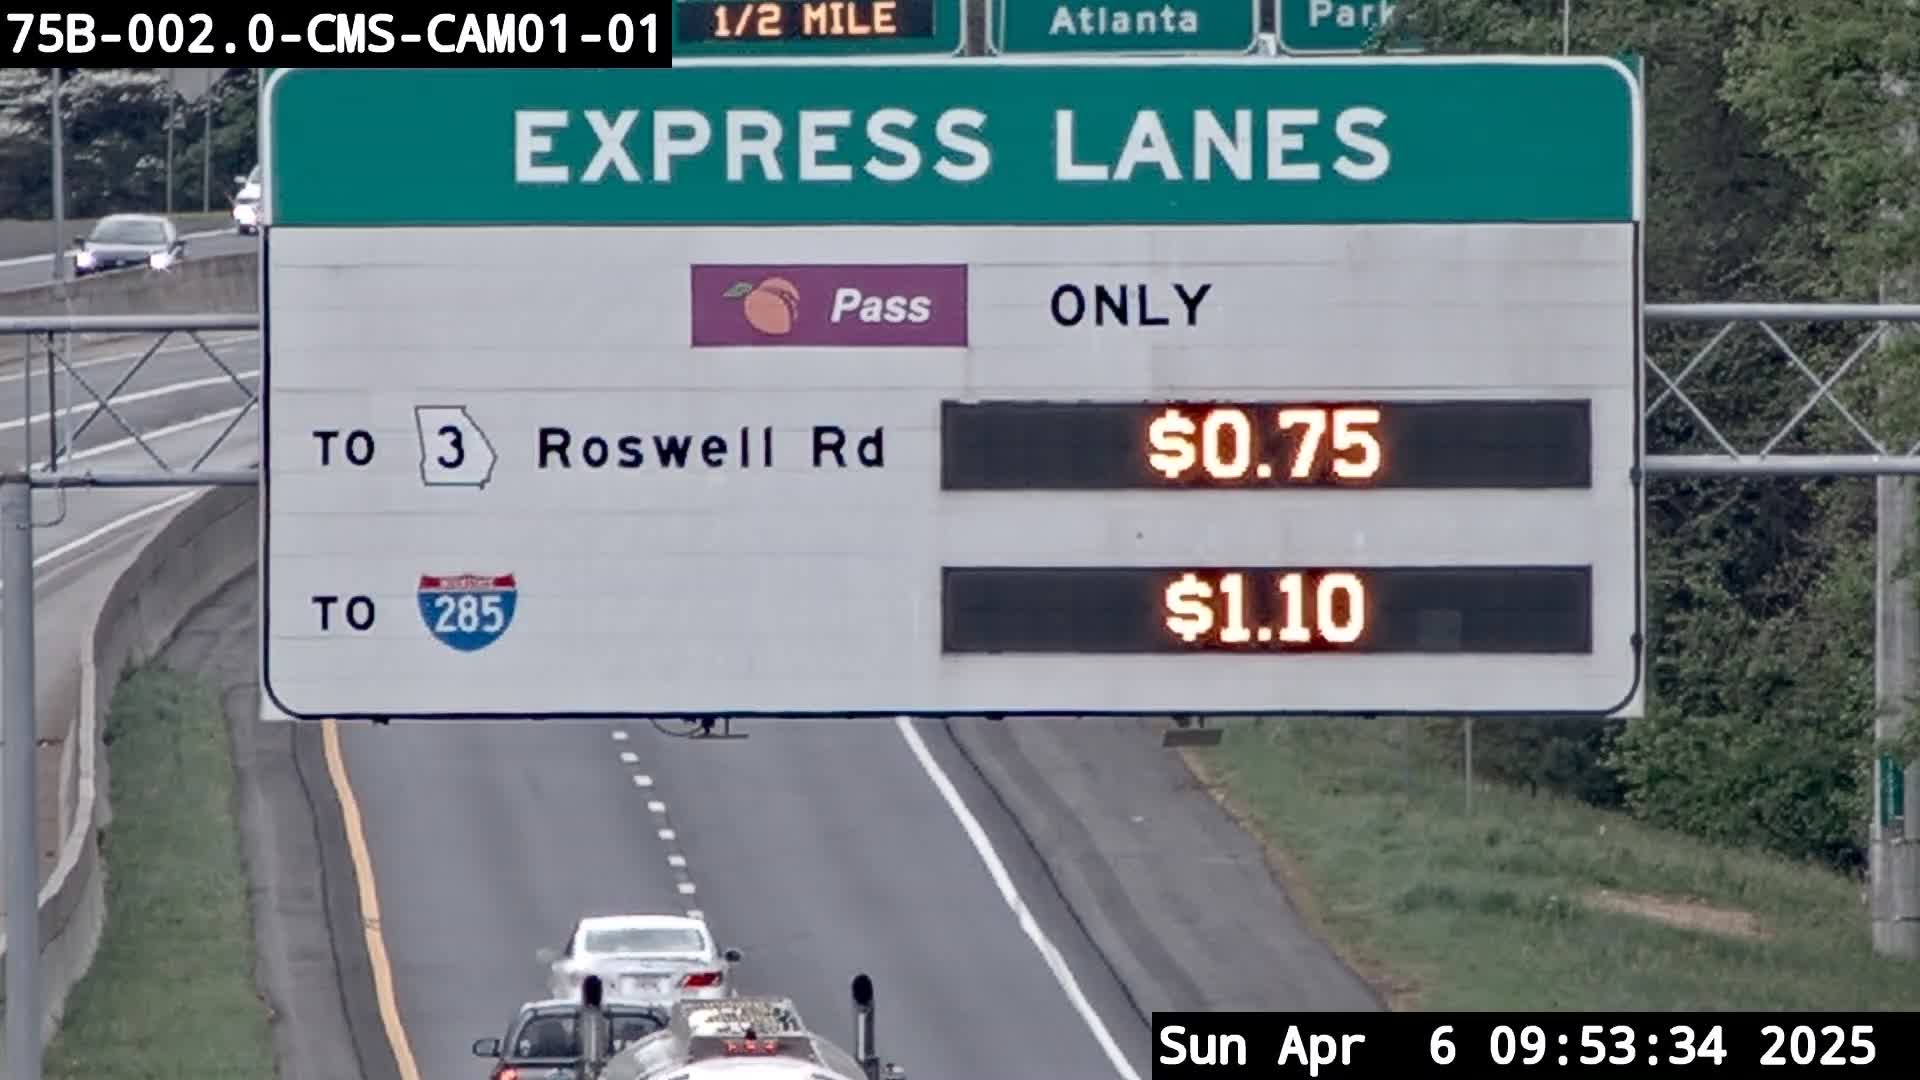 75B-002.0-CMS-CAM01-01
1/2 MILE
Atlanta
Park
EXPRESS LANES
Pass ONLY
TO 3 Roswell Rd $0.75
TO 285 $1.10
Sun Apr 6 09:53:34 2025